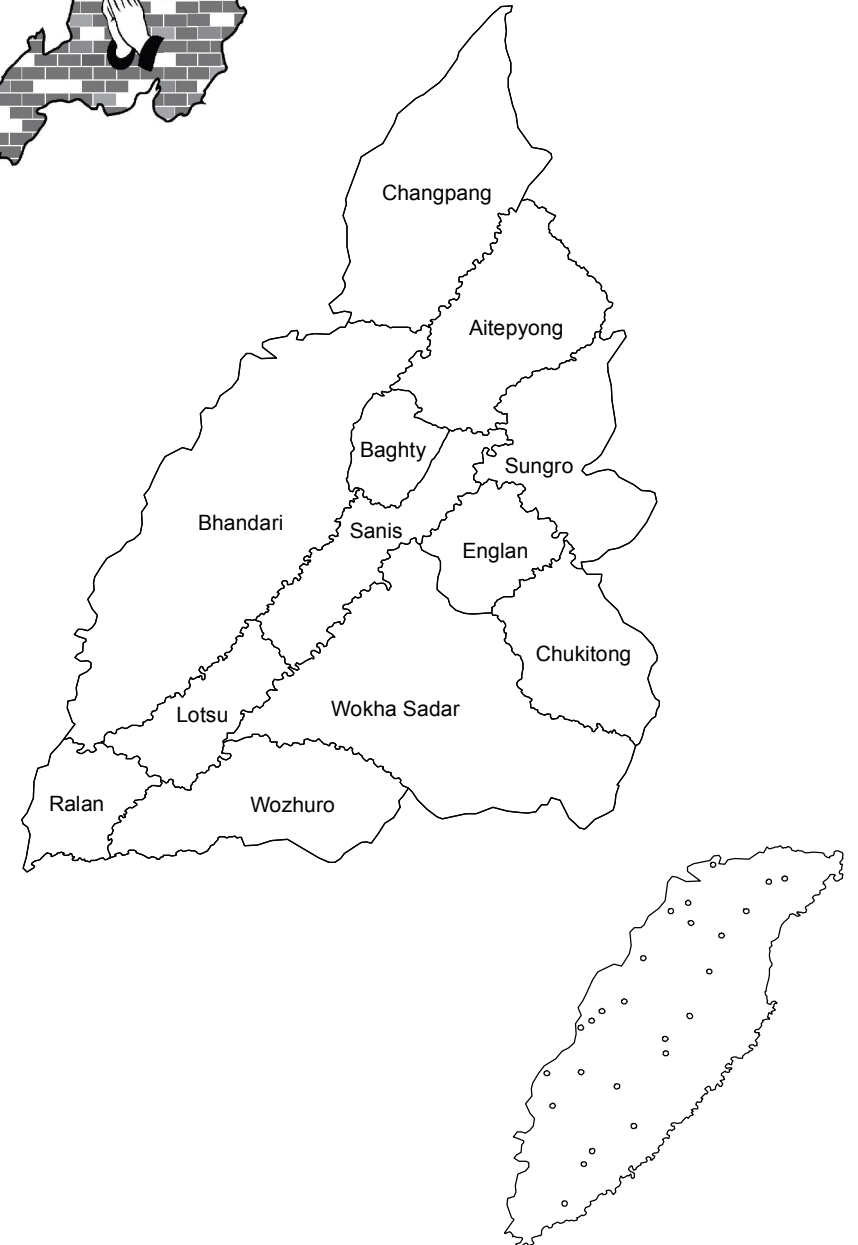 Changpang
Aitepyong
Baghty
Sungro
Bhandari
Sanis
Englan
Chukitong
Lotsu
Wokha Sadar
Ralan
Wozhuro